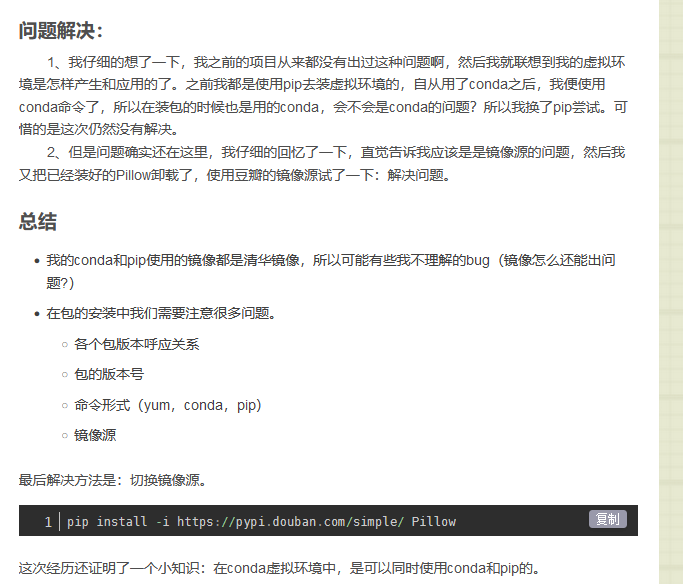 问题解决：
1、我仔细的想了一下，我之前的项目从来都没有出过这种问题啊，然后我就联想到我的虚拟环
境是怎样产生和应用的了。之前我都是使用pip去装虚拟环境的，自从用了conda之后，我便使用
conda命令了，所以在装包的时候也是用的conda，会不会是conda的问题？所以我换了pip尝试。可
惜的是这次仍然没有解决。
2、但是问题确实还在这里，我仔细的回忆了一下，直觉告诉我应该是是镜像源的问题，然后我
又把已经装好的Pillow卸载了，使用豆瓣的镜像源试了一下：解决问题。
总结
我的conda和pip使用的镜像都是清华镜像，所以可能有些我不理解的bug（镜像怎么还能出问
题?）
在包的安装中我们需要注意很多问题。
各个包版本呼应关系
包的版本号
命令形式（yum，conda，pip）
镜像源
最后解决方法是：切换镜像源。
1 pip install -i https://pypi.douban.com/simple/ Pillow 复制
这次经历还证明了一个小知识：在conda虚拟环境中，是可以同时使用conda和pip的。